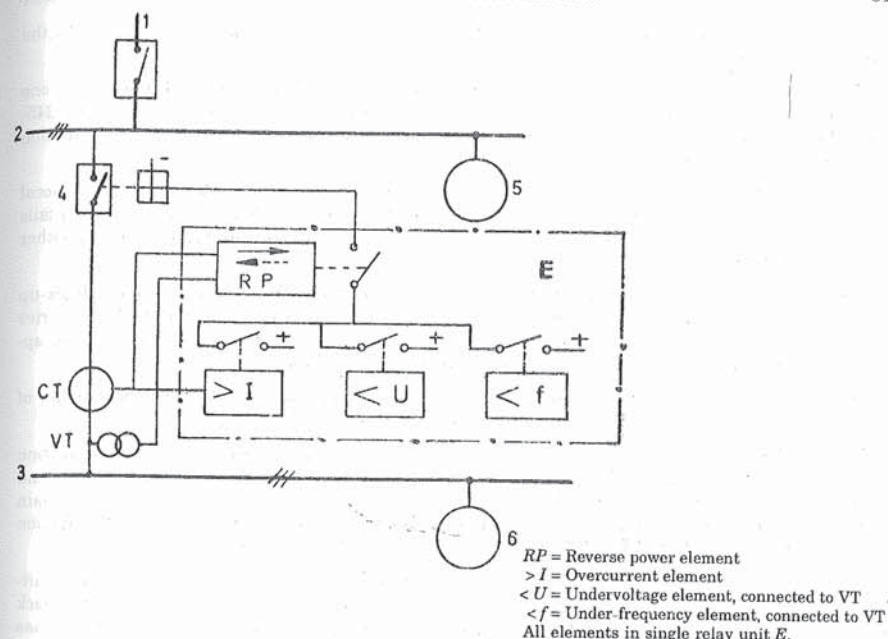 1
2
4
-
5
E
R P
+ + +
CT
> I
< U
< f
VT
3
6
RP = Reverse power element
> I = Overcurrent element
< U = Undervoltage element, connected to VT
< f = Under-frequency element, connected to VT
All elements in single relay unit E.